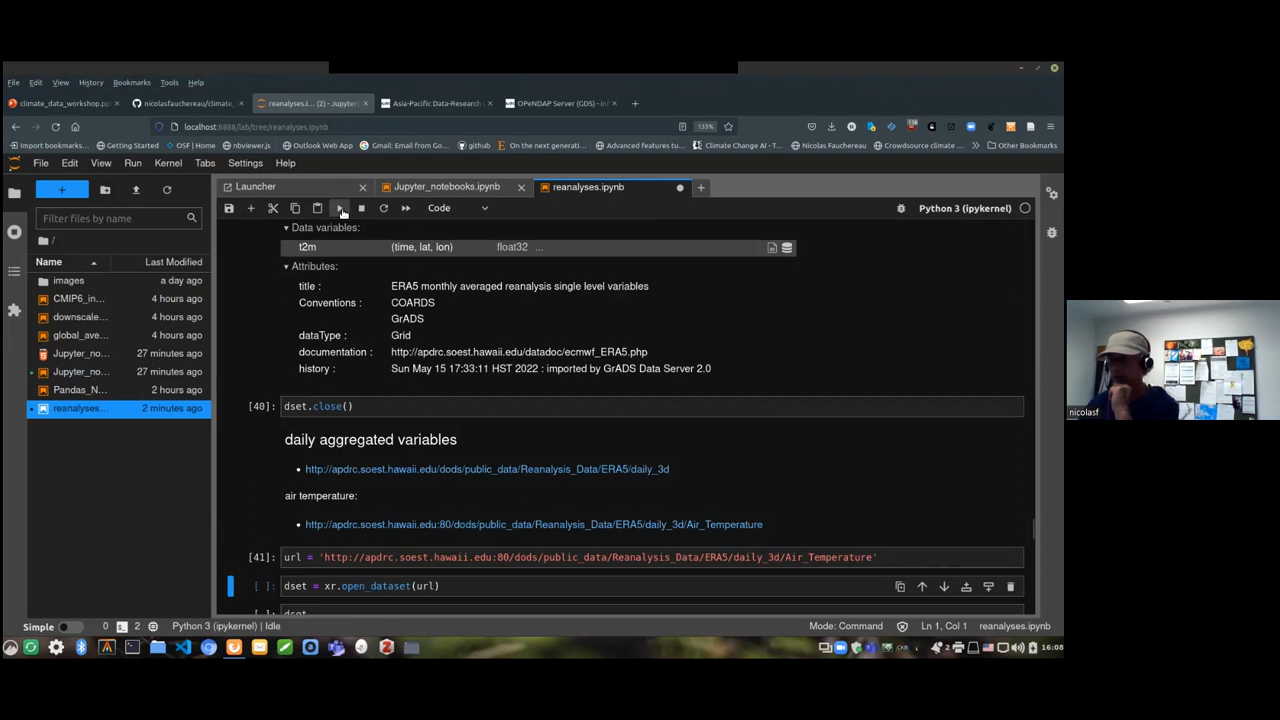 File Edit View History Bookmarks Tools Help
climate_data_workshop.pp
nicolasfauchereau/climate_
reanalyses.i... (2) - JupyterL
Asia-Pacific Data-Research C
OPeNDAP Server (GDS) - inf
localhost:8888/lab/tree/reanalyses.ipynb
133%
138
Import bookmarks... Getting Started OSF | Home nbviewer.js Outlook Web App Gmail: Email from Go... github On the next generati... Advanced features tu... Climate Change AI - T... Nicolas Fauchereau Crowdsource climate ... Other Bookmarks
File Edit View Run Kernel Tabs Settings Help
Launcher
Jupyter_notebooks.ipynb
reanalyses.ipynb
Code
Python 3 (ipykernel)
Filter files by name
/
Name Last Modified
images a day ago
CMIP6_in... 4 hours ago
downscale... 4 hours ago
global_ave... 4 hours ago
Jupyter_no... 27 minutes ago
Jupyter_no... 27 minutes ago
Pandas_N... 2 hours ago
reanalyses... 2 minutes ago
Data variables:
t2m (time, lat, lon) float32 ...
Attributes:
title : ERA5 monthly averaged reanalysis single level variables
Conventions : COARDS
GrADS
dataType : Grid
documentation : http://apdrc.soest.hawaii.edu/datadoc/ecmwf_ERA5.php
history : Sun May 15 17:33:11 HST 2022 : imported by GrADS Data Server 2.0
[40]: dset.close()
daily aggregated variables
http://apdrc.soest.hawaii.edu/dods/public_data/Reanalysis_Data/ERA5/daily_3d
air temperature:
http://apdrc.soest.hawaii.edu:80/dods/public_data/Reanalysis_Data/ERA5/daily_3d/Air_Temperature
[41]: url = 'http://apdrc.soest.hawaii.edu:80/dods/public_data/Reanalysis_Data/ERA5/daily_3d/Air_Temperature'
[ ]: dset = xr.open_dataset(url)
[ ]: dset
Simple 0 2 Python 3 (ipykernel) | Idle Mode: Command Ln 1, Col 1 reanalyses.ipynb
2 16:08
nicolasf